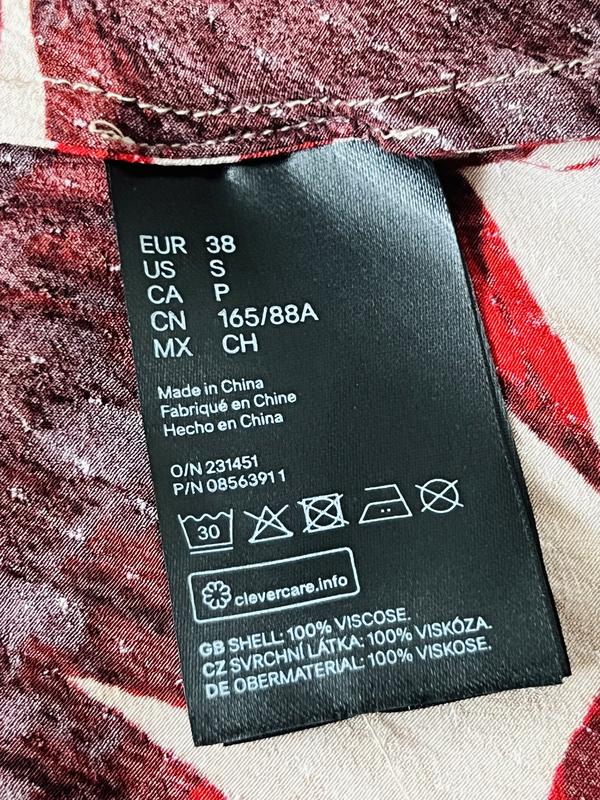 EUR 38
US S
CA P
CN 165/88A
MX CH
Made in China
Fabriqué en Chine
Hecho en China
O/N 231451
P/N 08563911
30
clevercare.info
GB SHELL: 100% VISCOSE.
CZ SVRCHNÍ LÁTKA: 100% VISKÓZA.
DE OBERMATERIAL: 100% VISKOSE.